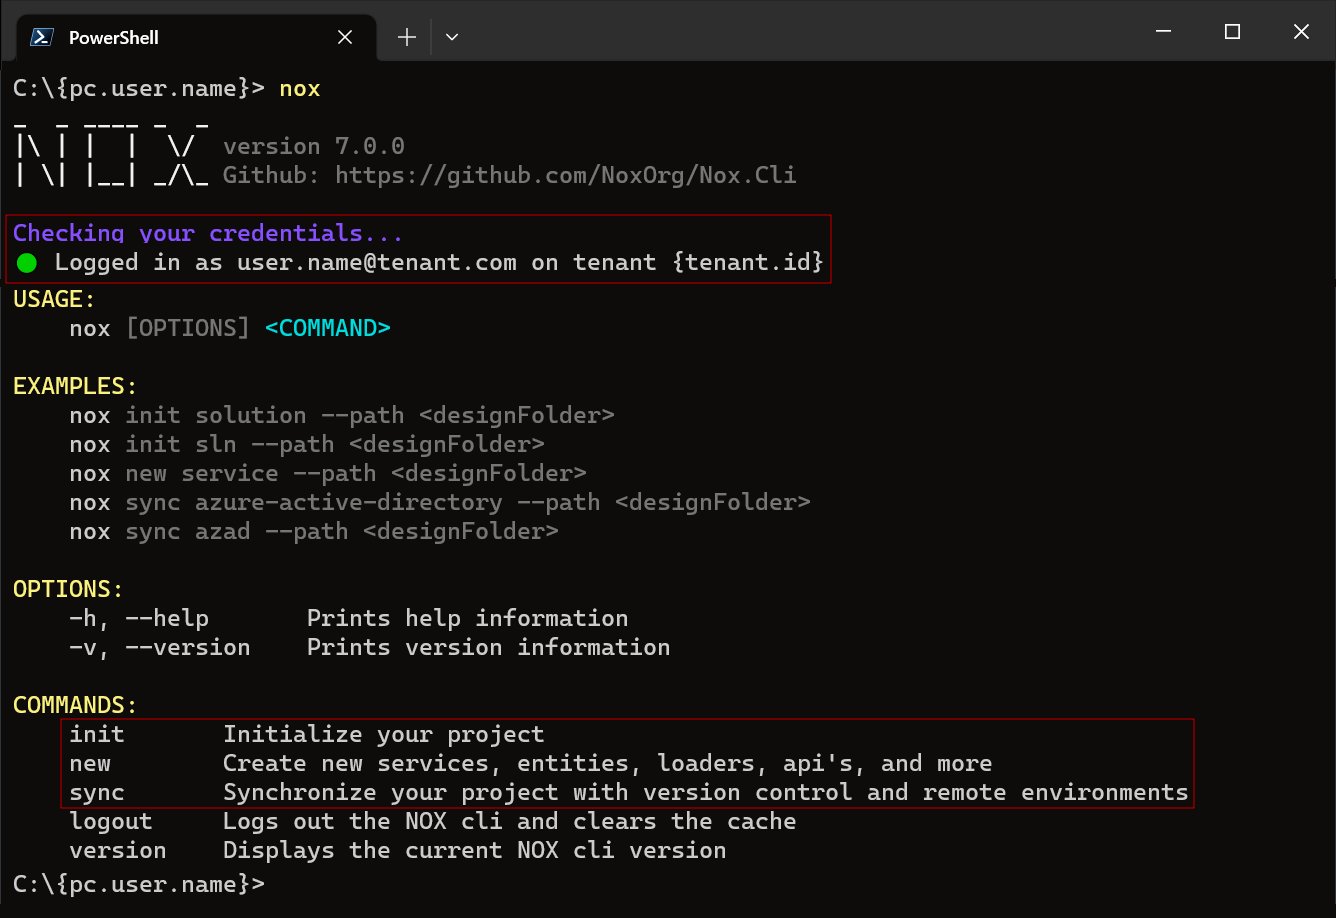 PowerShell
C:\{pc.user.name}> nox
version 7.0.0
Github: https://github.com/NoxOrg/Nox.Cli
Checking your credentials...
Logged in as user.name@tenant.com on tenant {tenant.id}
USAGE:
nox [OPTIONS] <COMMAND>
EXAMPLES:
nox init solution --path <designFolder>
nox init sln --path <designFolder>
nox new service --path <designFolder>
nox sync azure-active-directory --path <designFolder>
nox sync azad --path <designFolder>
OPTIONS:
-h, --help Prints help information
-v, --version Prints version information
COMMANDS:
init Initialize your project
new Create new services, entities, loaders, api's, and more
sync Synchronize your project with version control and remote environments
logout Logs out the NOX cli and clears the cache
version Displays the current NOX cli version
C:\{pc.user.name}>